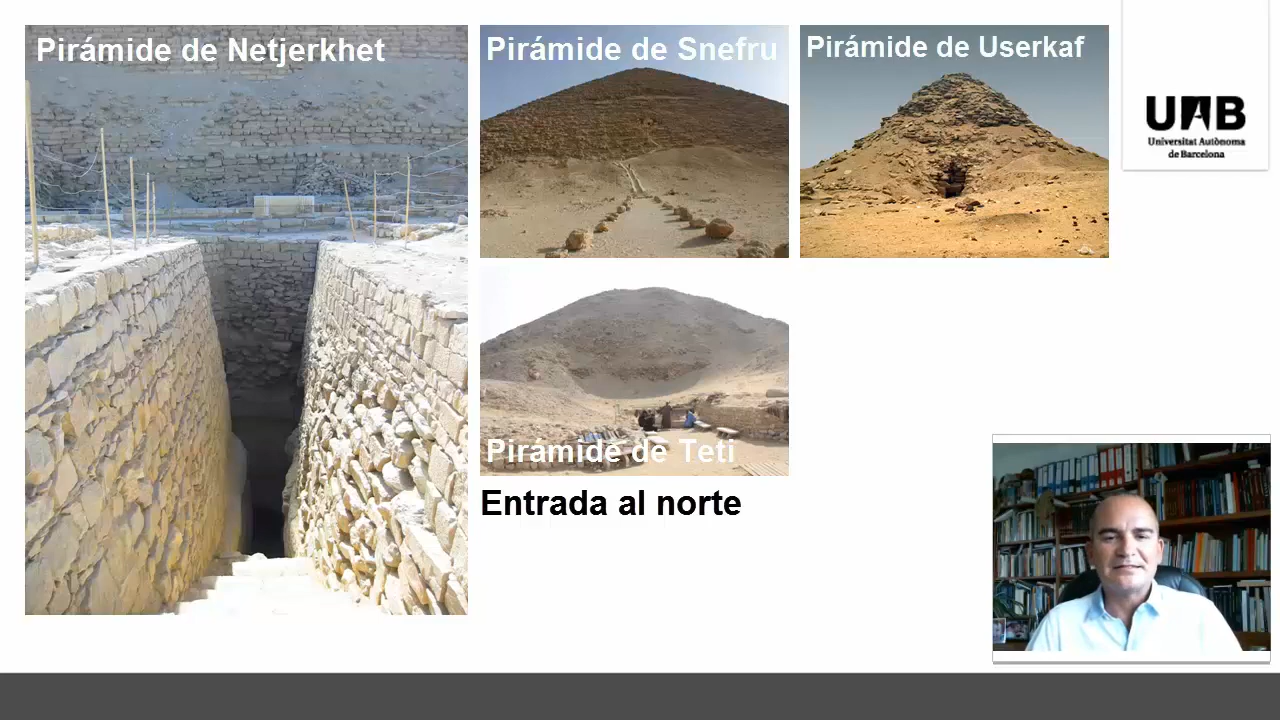 Pirámide de Netjerkhet
Pirámide de Snefru
Pirámide de Userkaf
UAB
Universitat Autònoma
de Barcelona
Pirámide de Teti
Entrada al norte